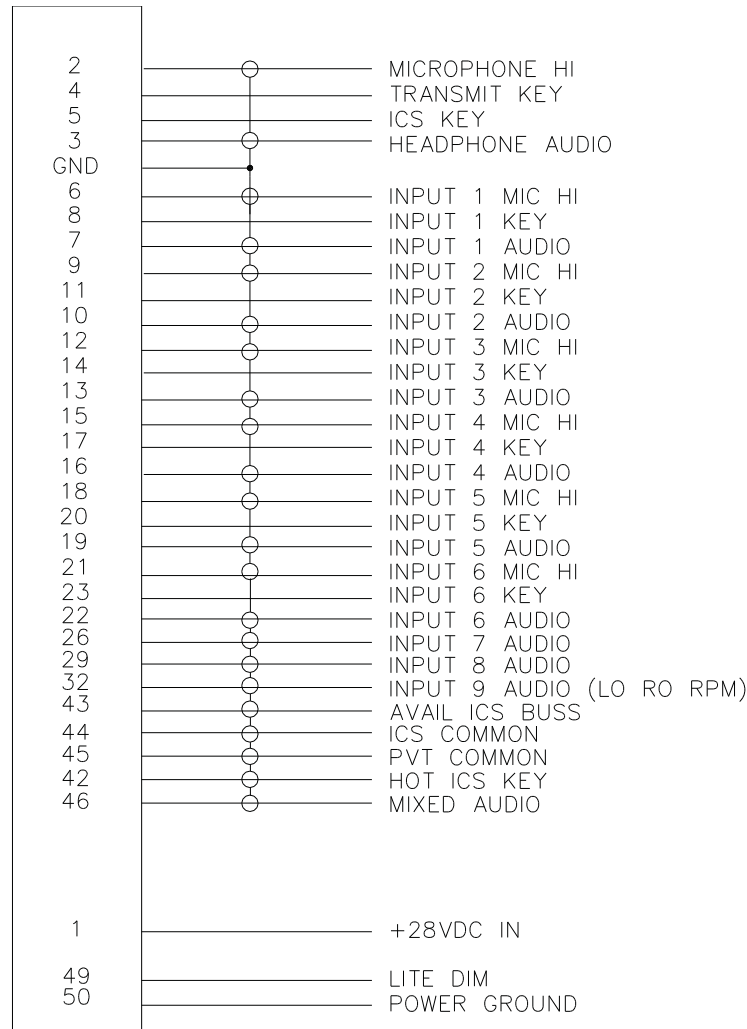 2 MICROPHONE HI
4 TRANSMIT KEY
5 ICS KEY
3 HEADPHONE AUDIO
GND
6 INPUT 1 MIC HI
8 INPUT 1 KEY
7 INPUT 1 AUDIO
9 INPUT 2 MIC HI
11 INPUT 2 KEY
10 INPUT 2 AUDIO
12 INPUT 3 MIC HI
14 INPUT 3 KEY
13 INPUT 3 AUDIO
15 INPUT 4 MIC HI
17 INPUT 4 KEY
16 INPUT 4 AUDIO
18 INPUT 5 MIC HI
20 INPUT 5 KEY
19 INPUT 5 AUDIO
21 INPUT 6 MIC HI
23 INPUT 6 KEY
22 INPUT 6 AUDIO
26 INPUT 7 AUDIO
29 INPUT 8 AUDIO
32 INPUT 9 AUDIO (LO RO RPM)
43 AVAIL ICS BUSS
44 ICS COMMON
45 PVT COMMON
42 HOT ICS KEY
46 MIXED AUDIO
1 +28VDC IN
49 LITE DIM
50 POWER GROUND